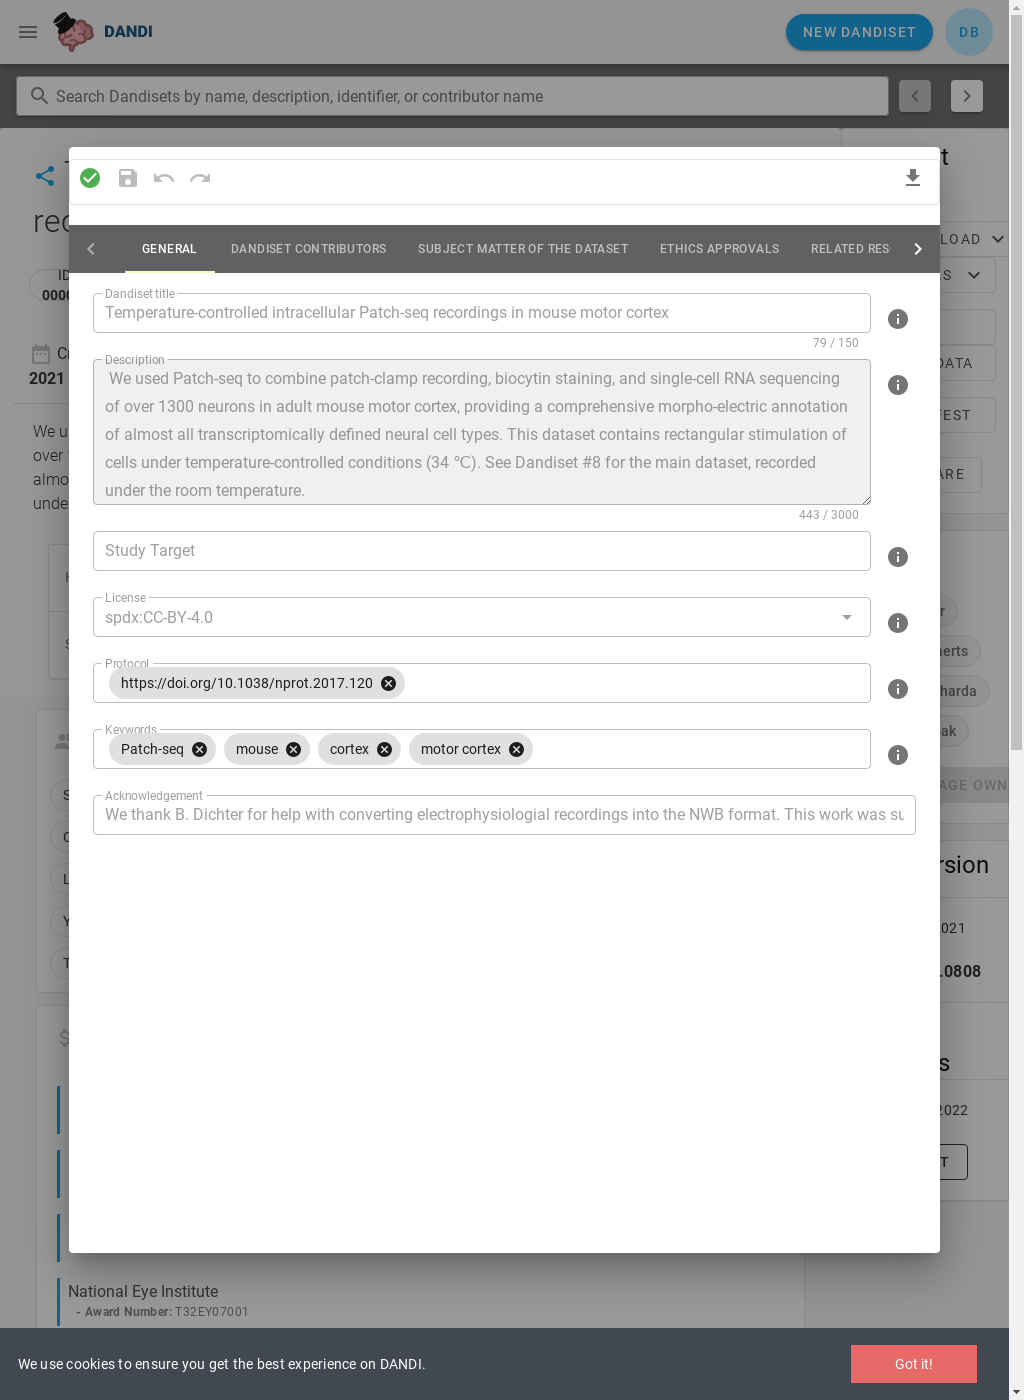 DANDI
NEW DANDISET
DB
Search Dandisets by name, description, identifier, or contributor name
GENERAL
DANDISET CONTRIBUTORS
SUBJECT MATTER OF THE DATASET
ETHICS APPROVALS
RELATED RES
Dandiset title
Temperature-controlled intracellular Patch-seq recordings in mouse motor cortex
79 / 150
Description
We used Patch-seq to combine patch-clamp recording, biocytin staining, and single-cell RNA sequencing
of over 1300 neurons in adult mouse motor cortex, providing a comprehensive morpho-electric annotation
of almost all transcriptomically defined neural cell types. This dataset contains rectangular stimulation of
cells under temperature-controlled conditions (34 ℃). See Dandiset #8 for the main dataset, recorded
under the room temperature.
443 / 3000
Study Target
License
spdx:CC-BY-4.0
Protocol
https://doi.org/10.1038/nprot.2017.120
Keywords
Patch-seq
mouse
cortex
motor cortex
Acknowledgement
We thank B. Dichter for help with converting electrophysiologial recordings into the NWB format. This work was su
rec
ID
0000
2021
We u
over
almo
unde
LOAD
DATA
FEST
ARE
aerts
harda
ak
AGE OWN
rsion
2021
.0808
s
2022
T
National Eye Institute
- Award Number: T32EY07001
We use cookies to ensure you get the best experience on DANDI.
Got it!